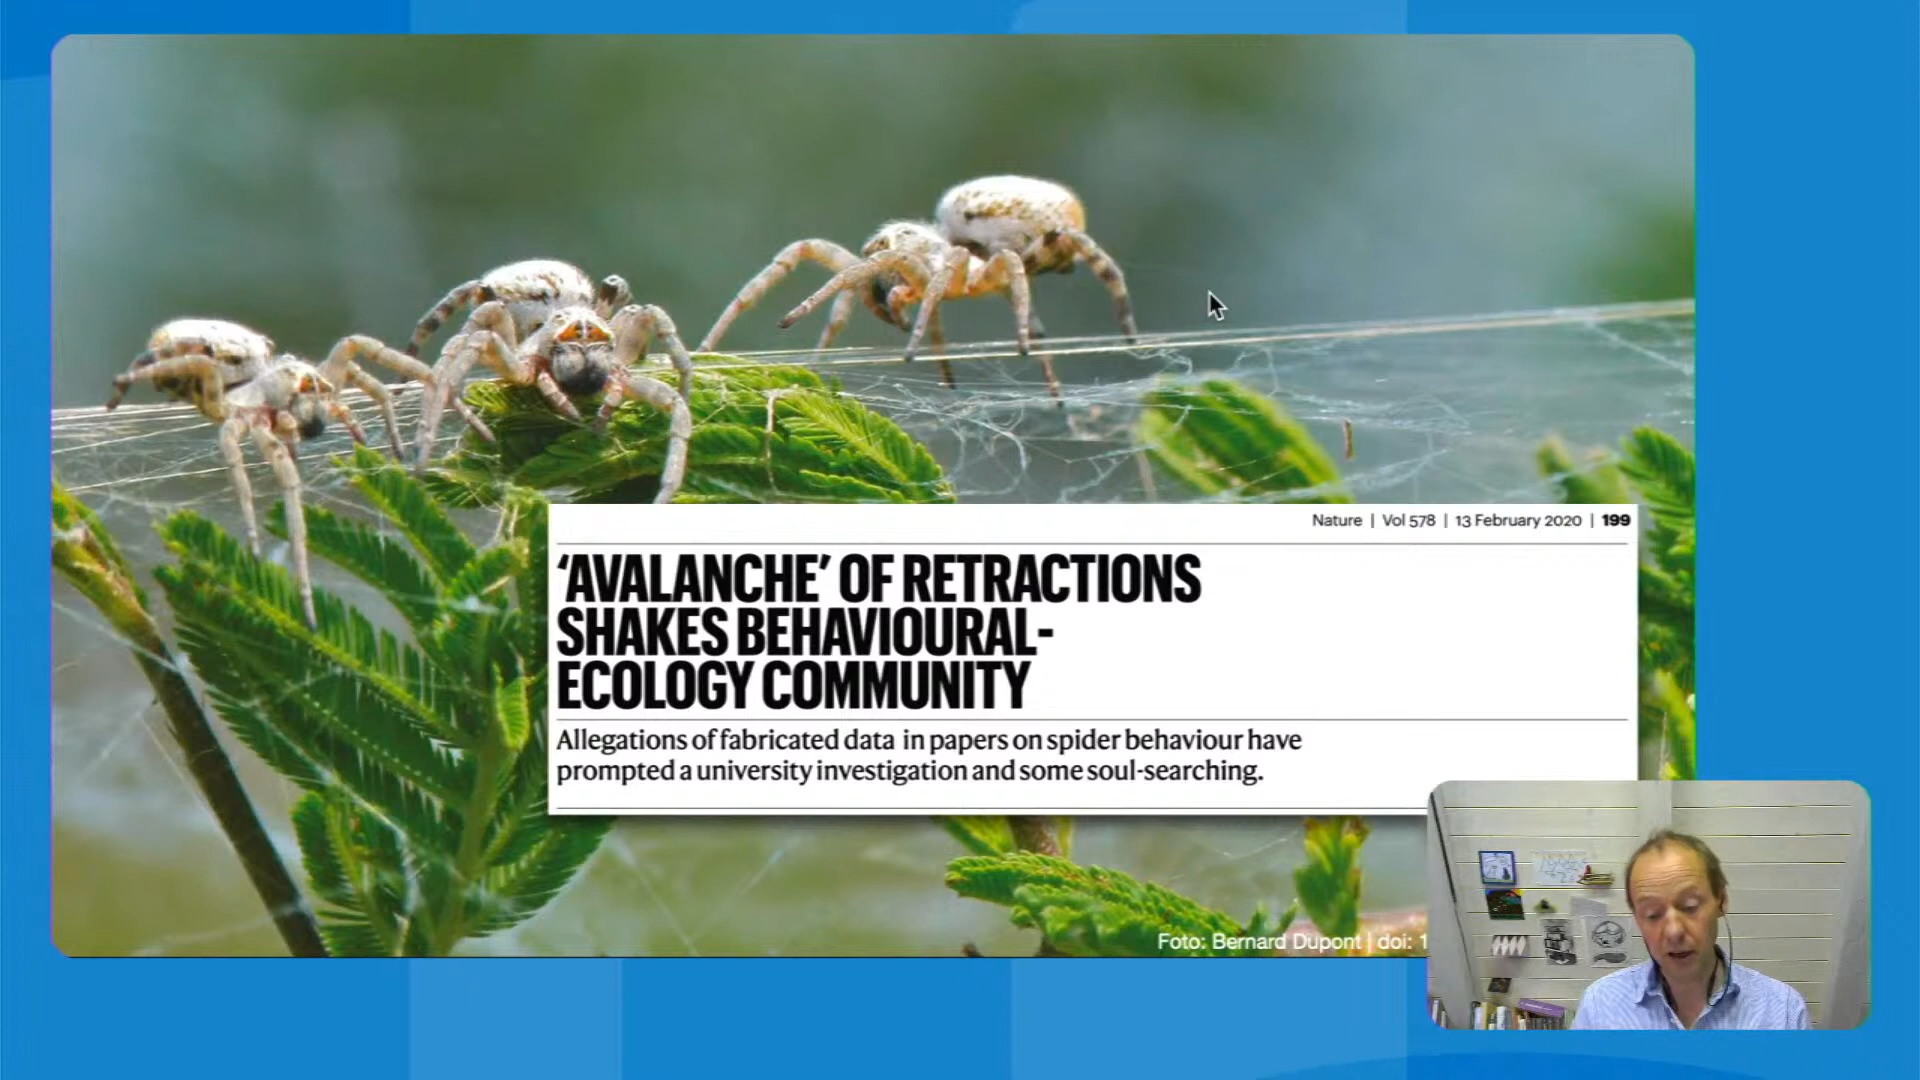 Nature | Vol 578 | 13 February 2020 | 199
‘AVALANCHE’ OF RETRACTIONS
SHAKES BEHAVIOURAL-
ECOLOGY COMMUNITY
Allegations of fabricated data in papers on spider behaviour have
prompted a university investigation and some soul-searching.
Foto: Bernard Dupont | doi: 1